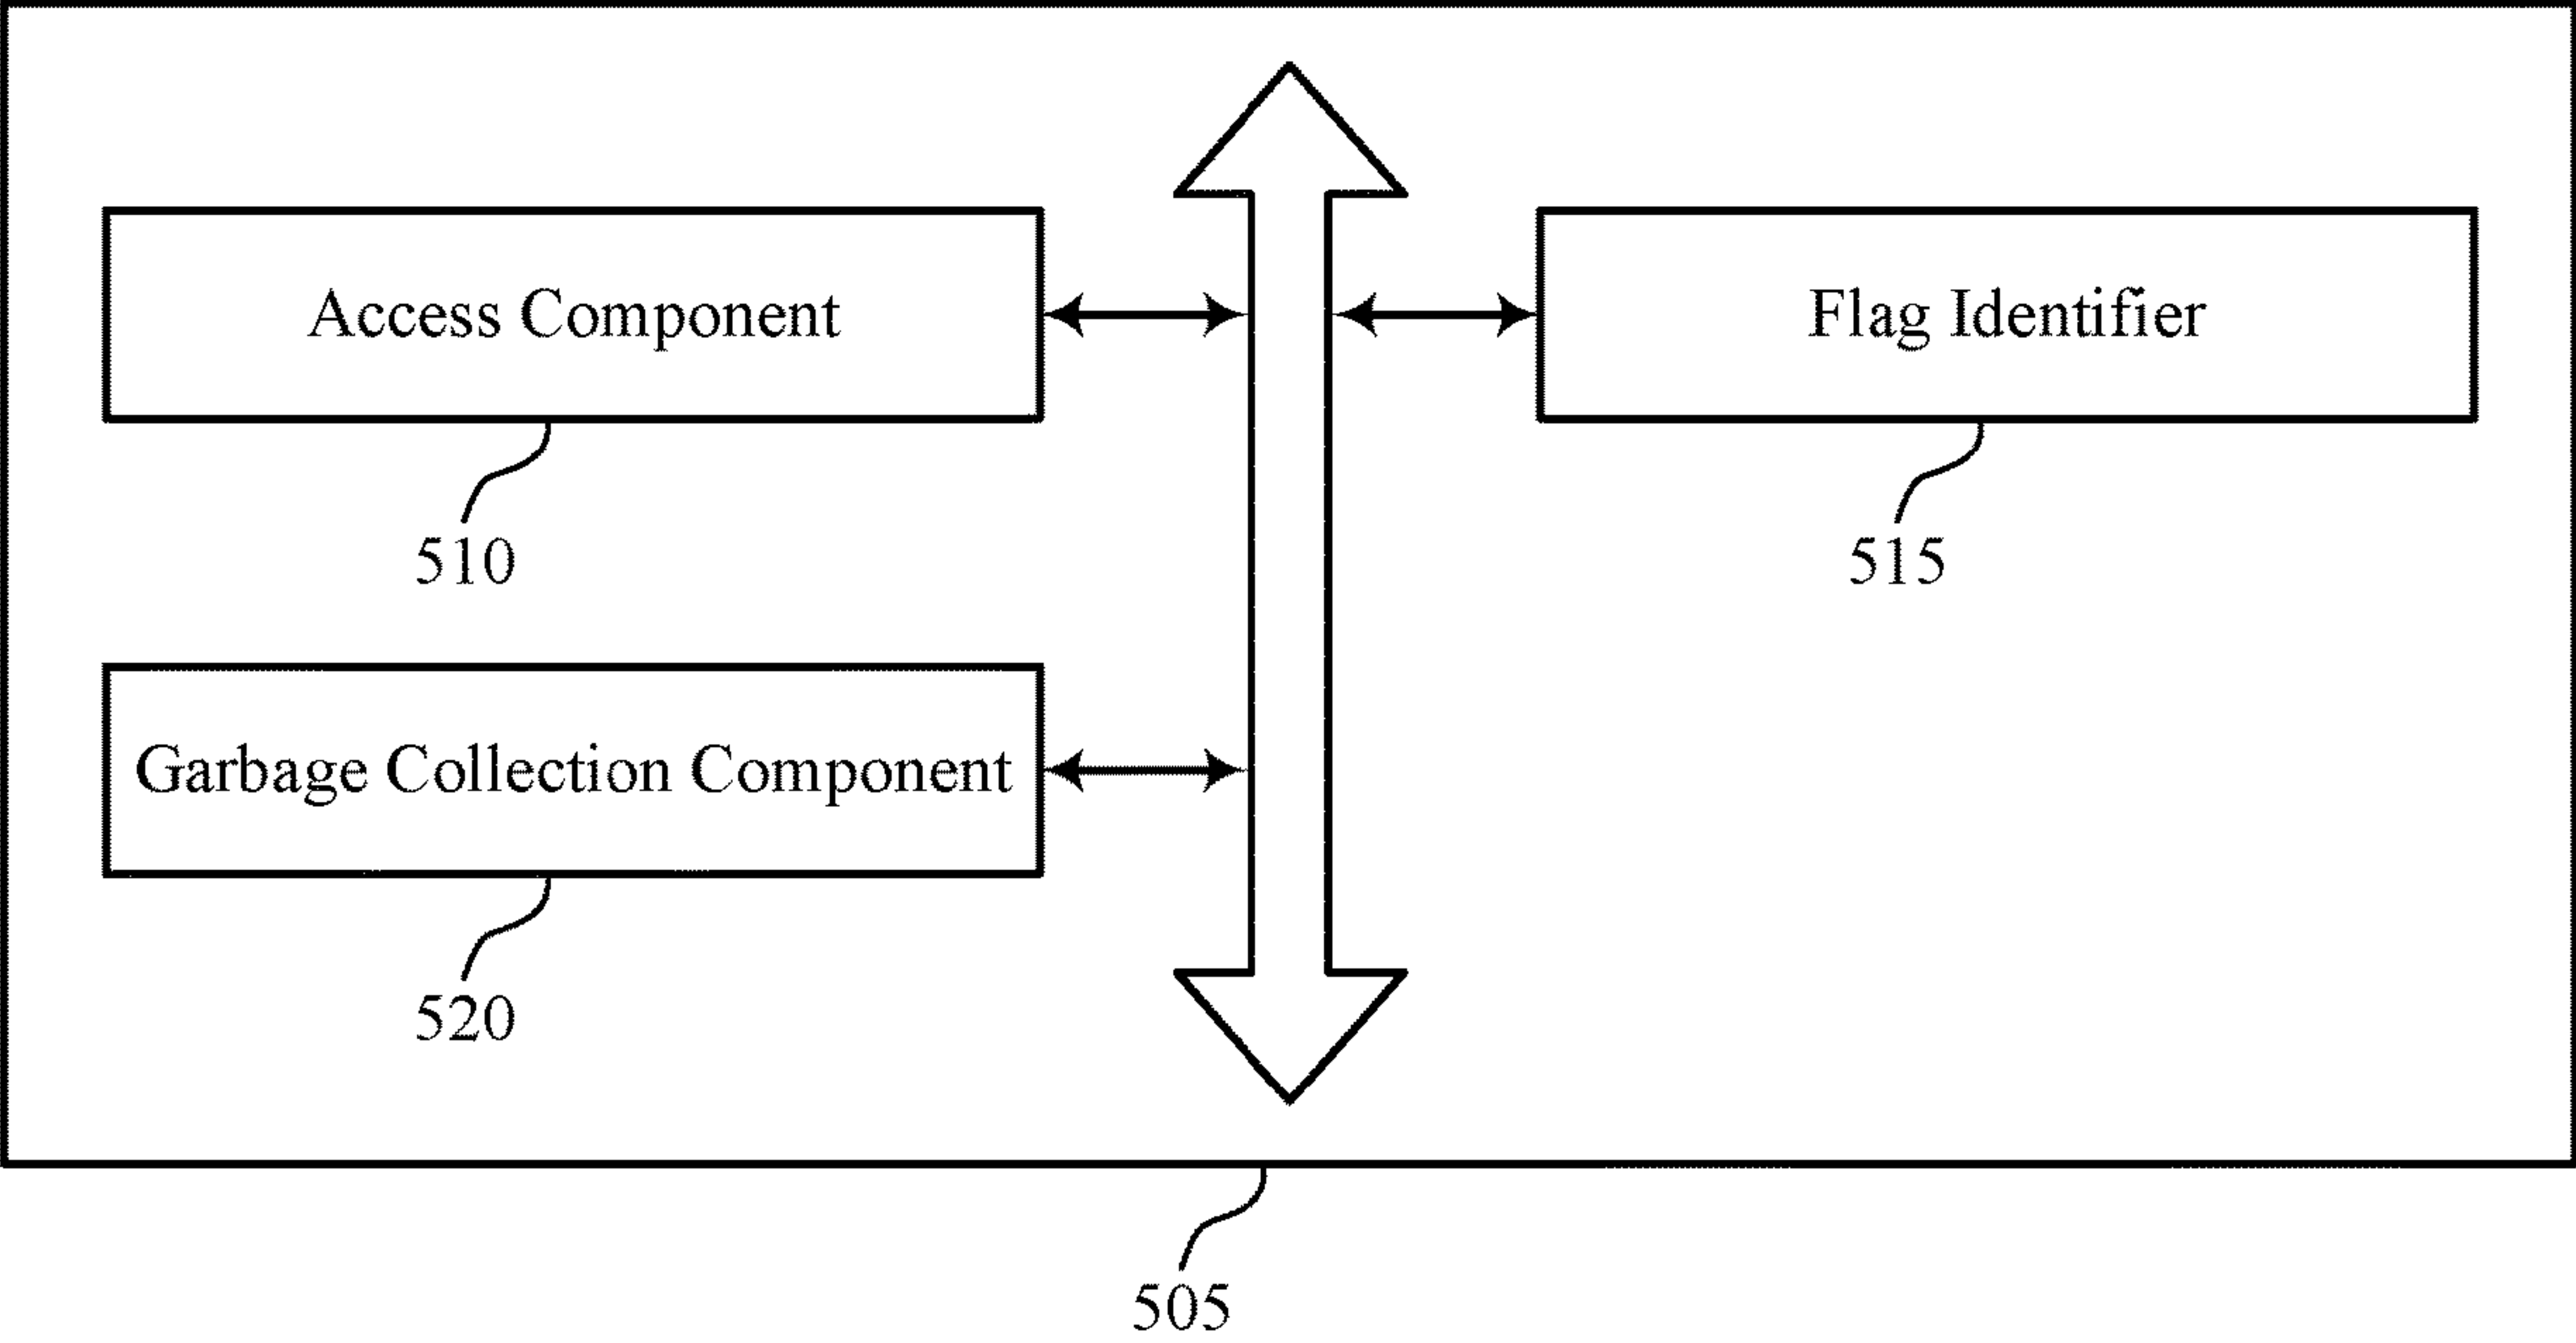 Access Component
Flag Identifier
510
515
Garbage Collection Component
520
505